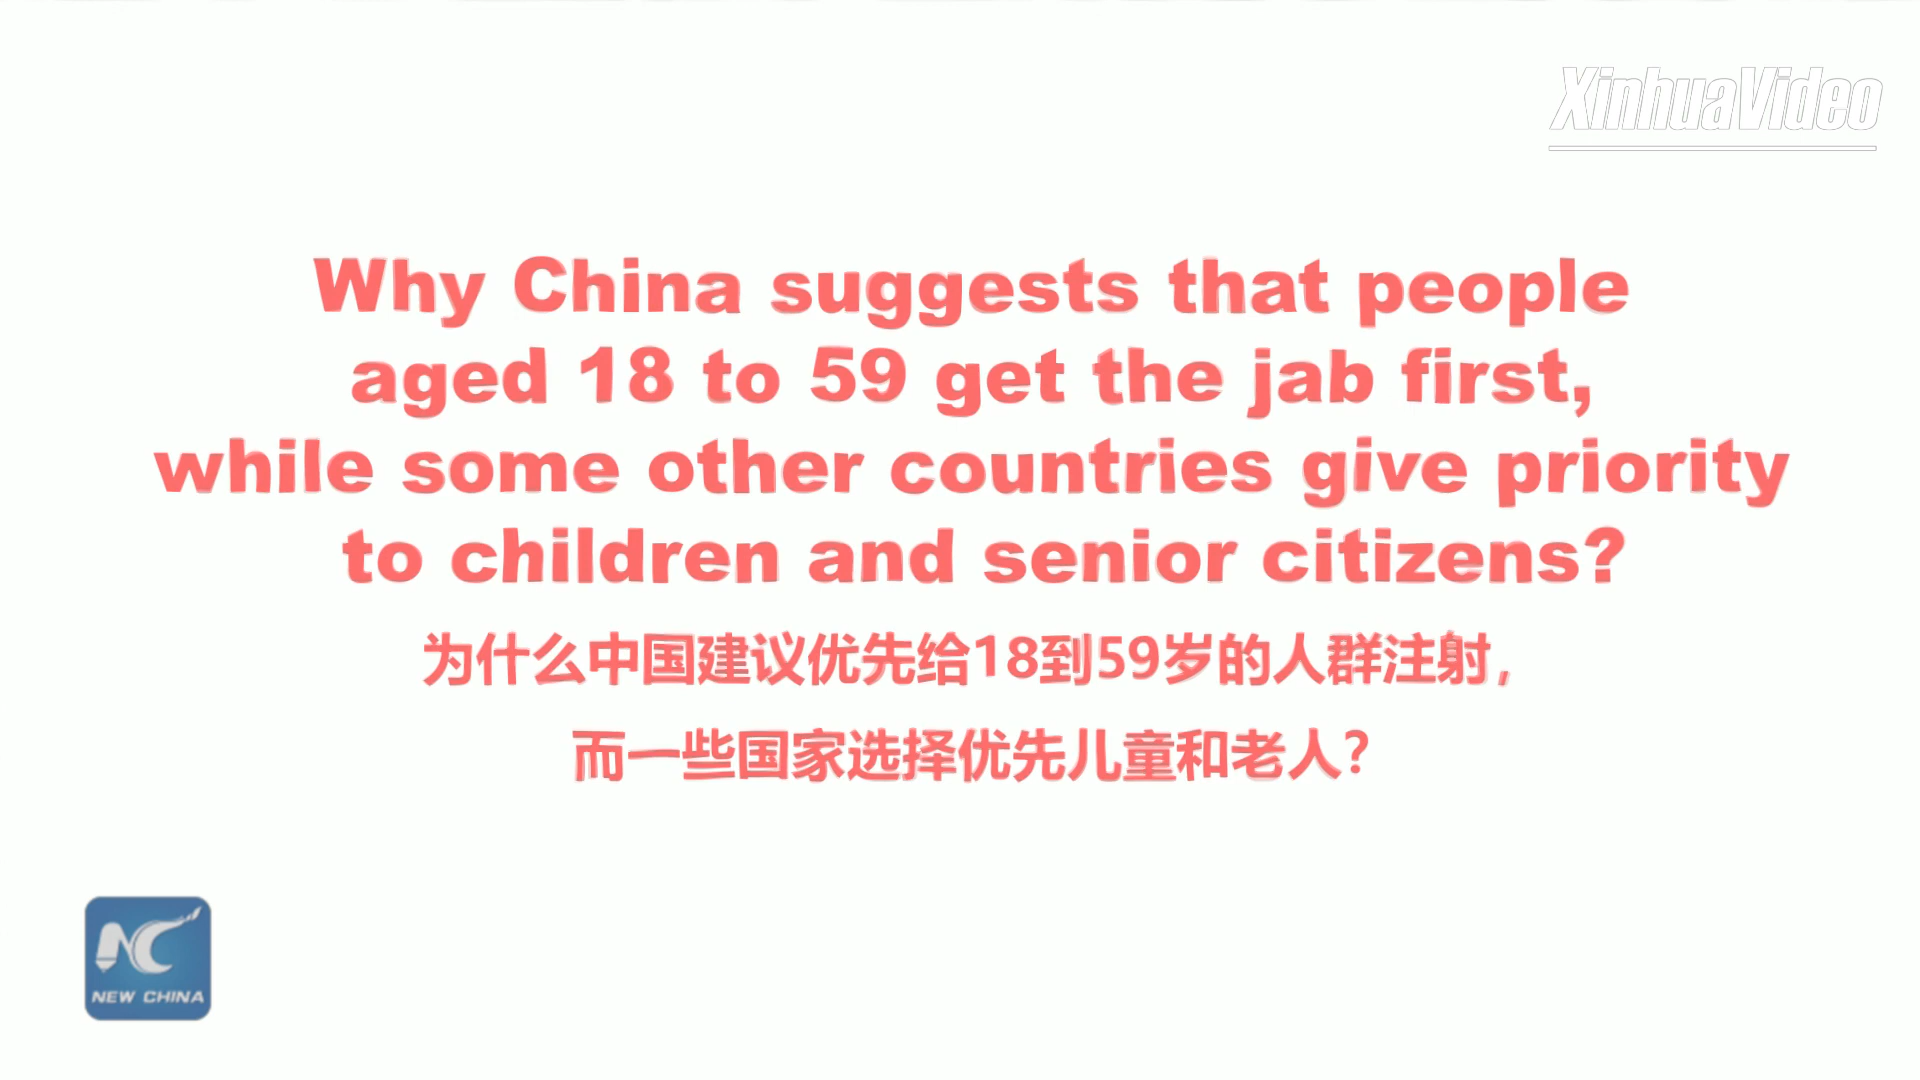 XinhuaVideo
Why China suggests that people
aged 18 to 59 get the jab first,
while some other countries give priority
to children and senior citizens?
为什么中国建议优先给18到59岁的人群注射，
而一些国家选择优先儿童和老人？
NC
NEW CHINA